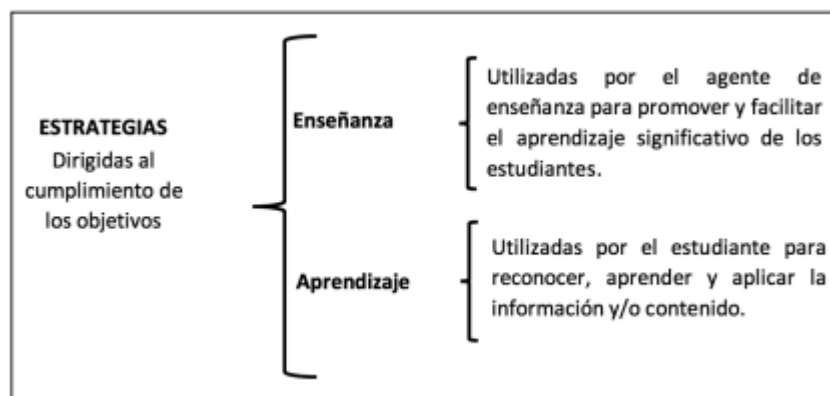 ESTRATEGIAS
Dirigidas al
cumplimiento de
los objetivos
Enseñanza
Utilizadas por el agente de
enseñanza para promover y facilitar
el aprendizaje significativo de los
estudiantes.
Aprendizaje
Utilizadas por el estudiante para
reconocer, aprender y aplicar la
información y/o contenido.